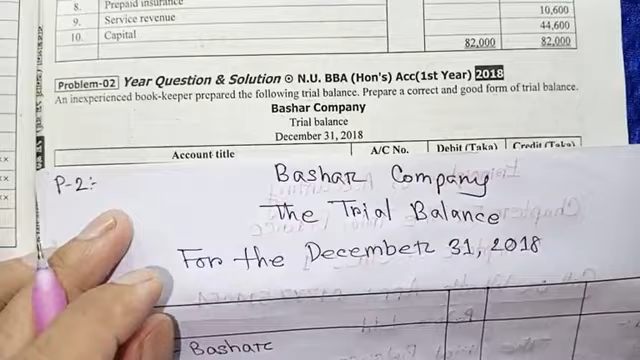 8. Prepaid insurance
9. Service revenue 10,600
10. Capital 44,600
82,000 82,000
Problem-02 Year Question & Solution ⊙ N.U. BBA (Hon's) Acc(1st Year) 2018
An inexperienced book-keeper prepared the following trial balance. Prepare a correct and good form of trial balance.
Bashar Company
Trial balance
December 31, 2018
Account title A/C No. Debit (Taka) Credit (Taka)
P-2:- Bashar Company
The Trial Balance
For the December 31, 2018
Bashar